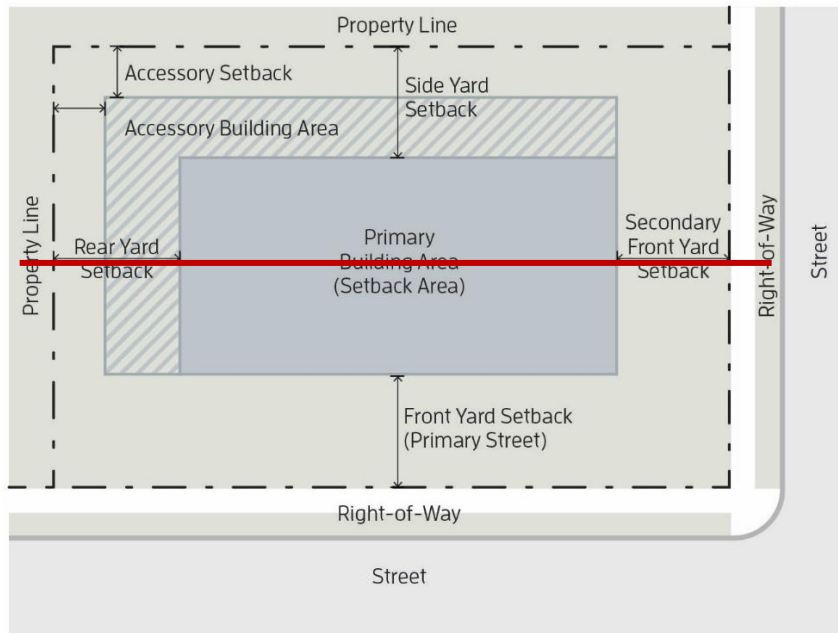 Property Line
Accessory Setback
Side Yard
Setback
Accessory Building Area
Property Line
Rear Yard
Setback
Primary
Building Area
(Setback Area)
Secondary
Front Yard
Setback
Right-of-Way
Street
Front Yard Setback
(Primary Street)
Right-of-Way
Street